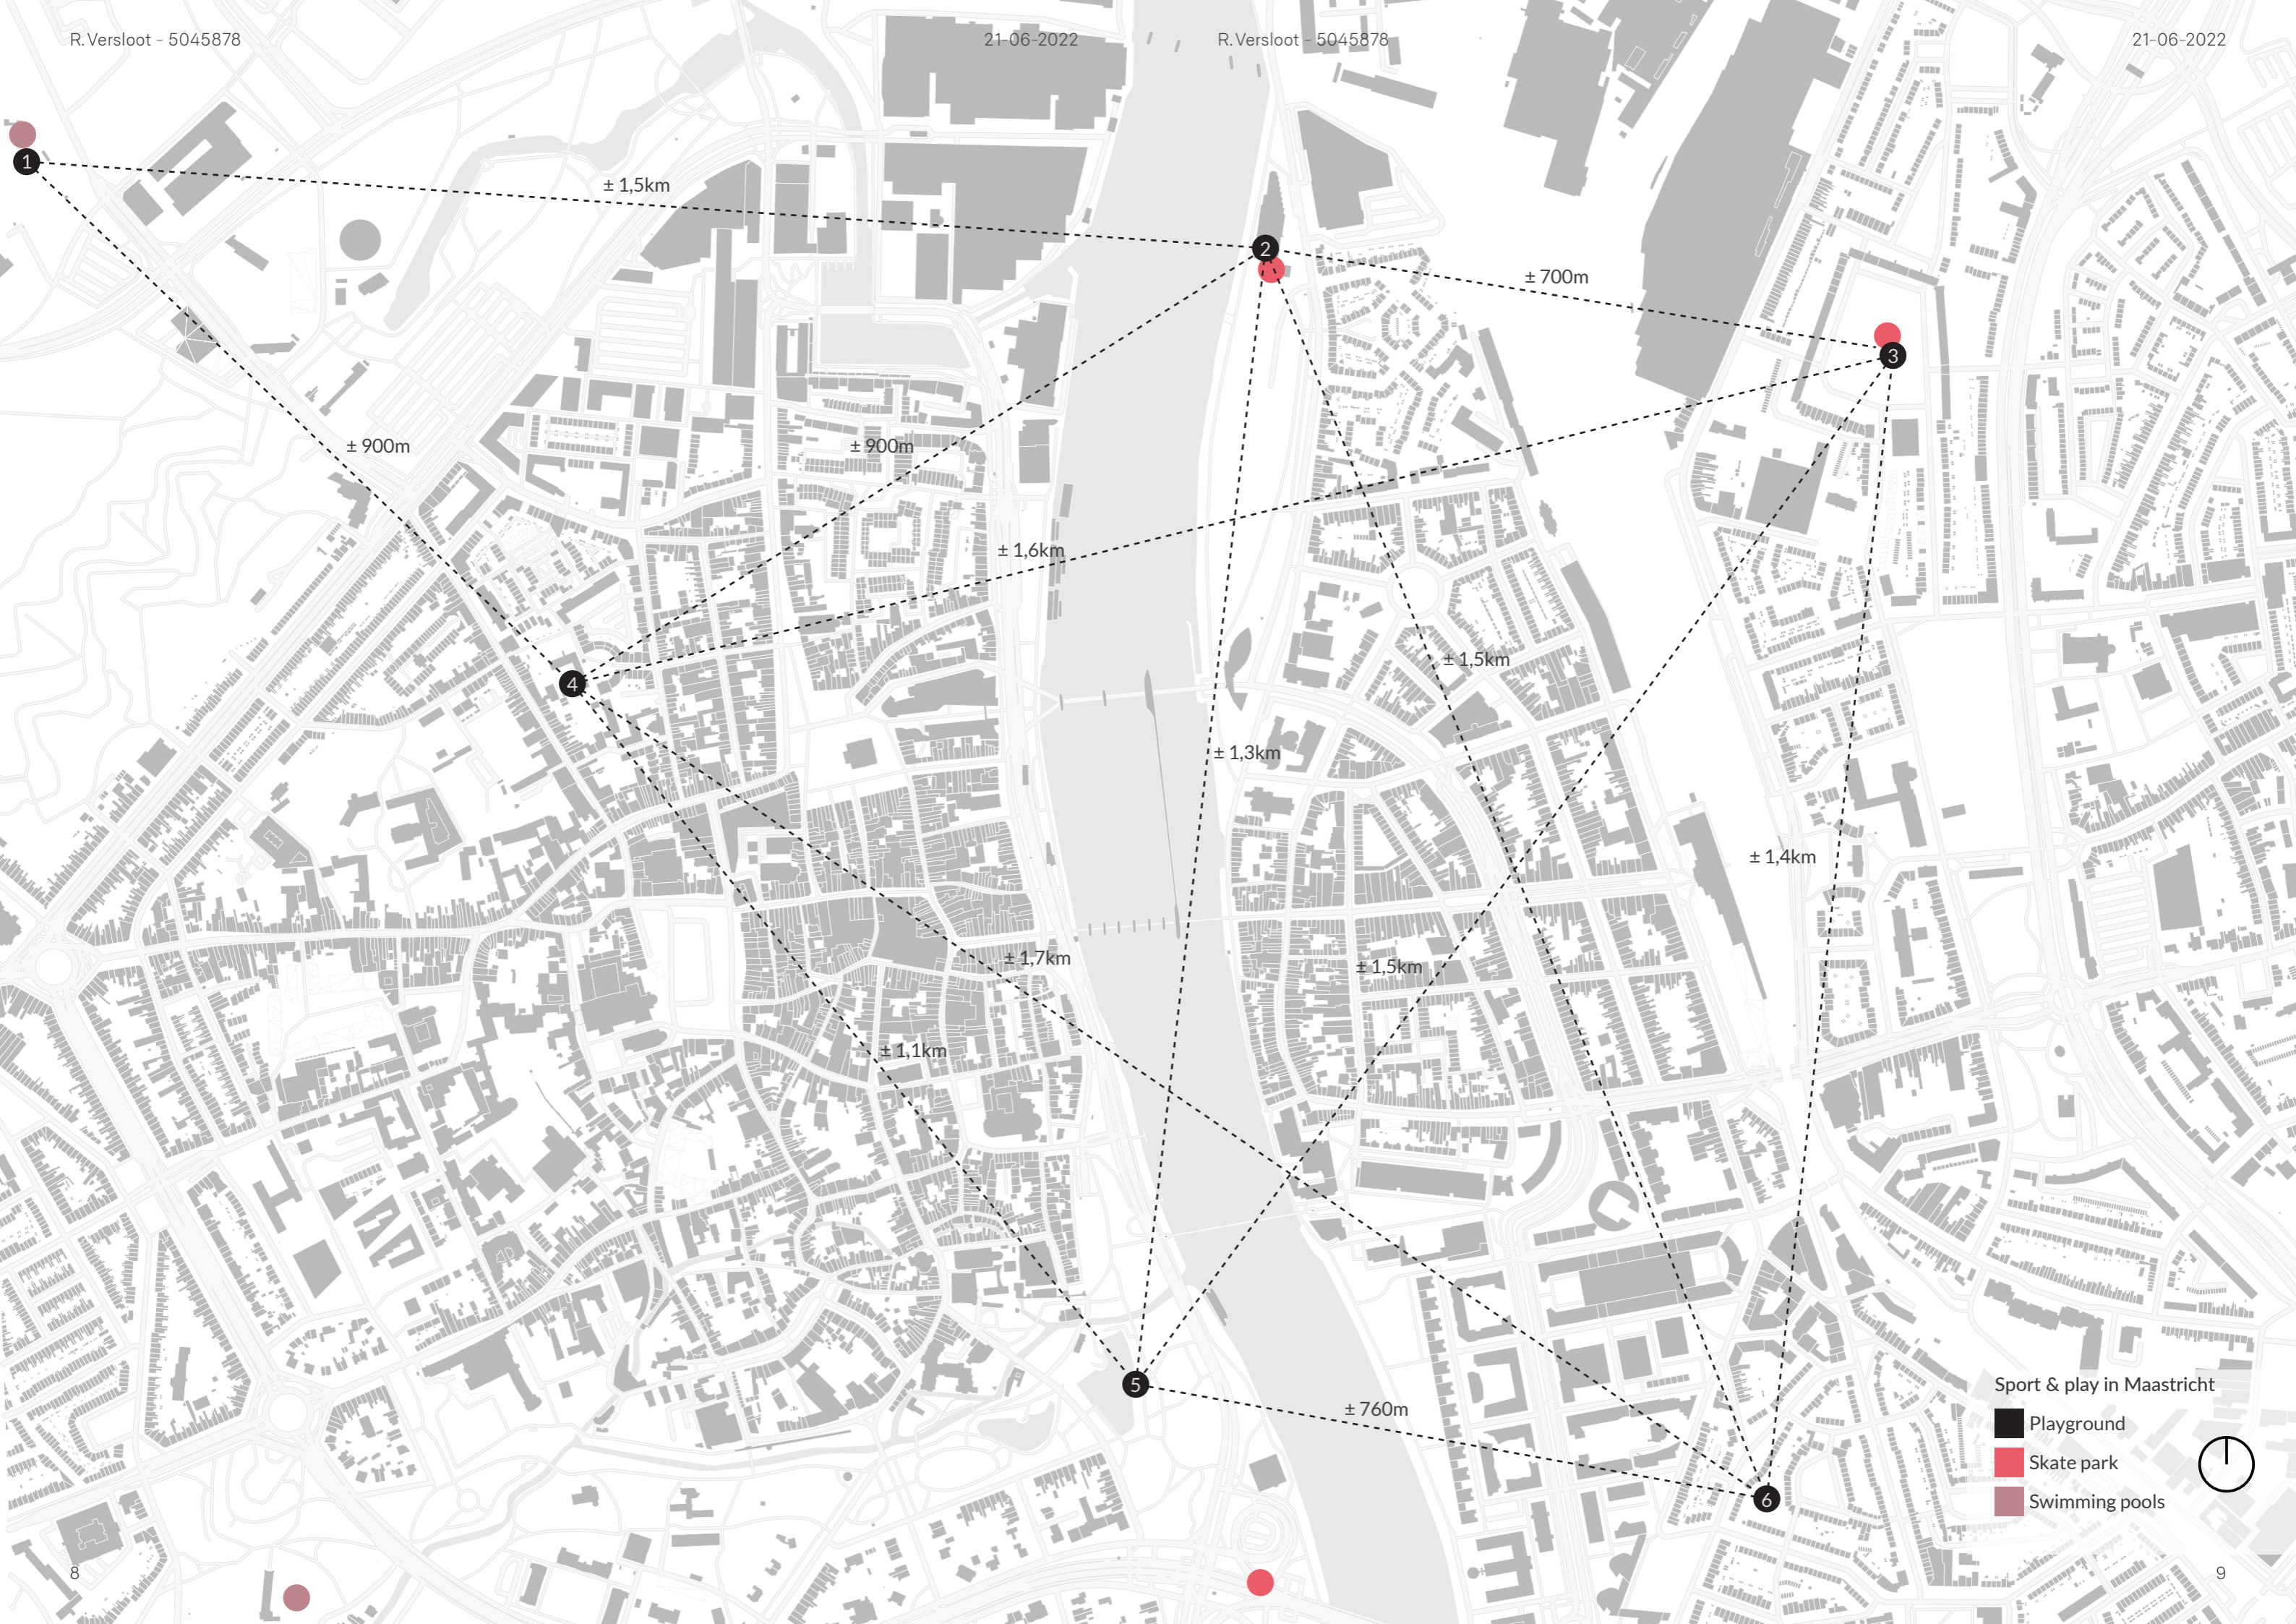 R. Versloot - 5045878
21-06-2022
R. Versloot - 5045878
21-06-2022
1
± 1,5km
2
± 700m
3
± 900m
± 900m
± 1,6km
± 1,5km
4
± 1,3km
± 1,4km
± 1,7km
± 1,5km
± 1,1km
5
± 760m
6
Sport & play in Maastricht
Playground
Skate park
Swimming pools
8
9